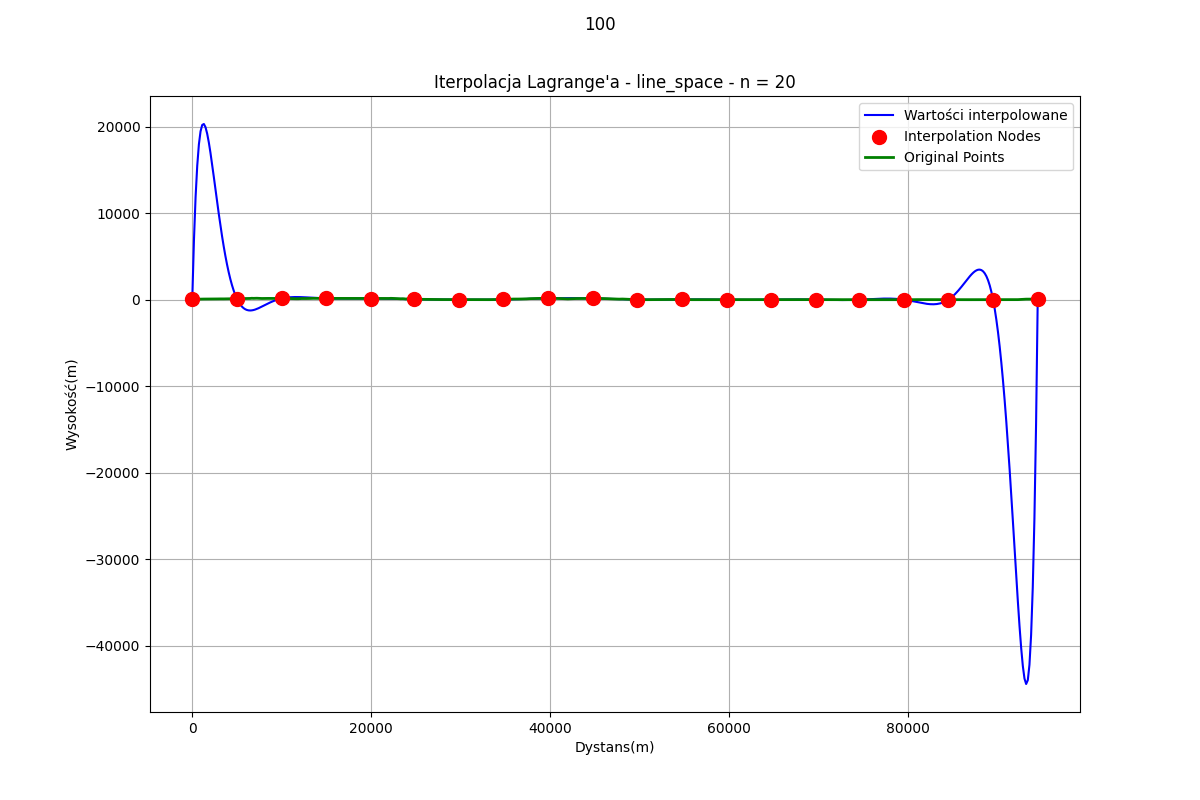 100
Iterpolacja Lagrange'a - line_space - n = 20
Wartości interpolowane
Interpolation Nodes
Original Points
20000
10000
0
−10000
−20000
−30000
−40000
Wysokość(m)
0 20000 40000 60000 80000
Dystans(m)